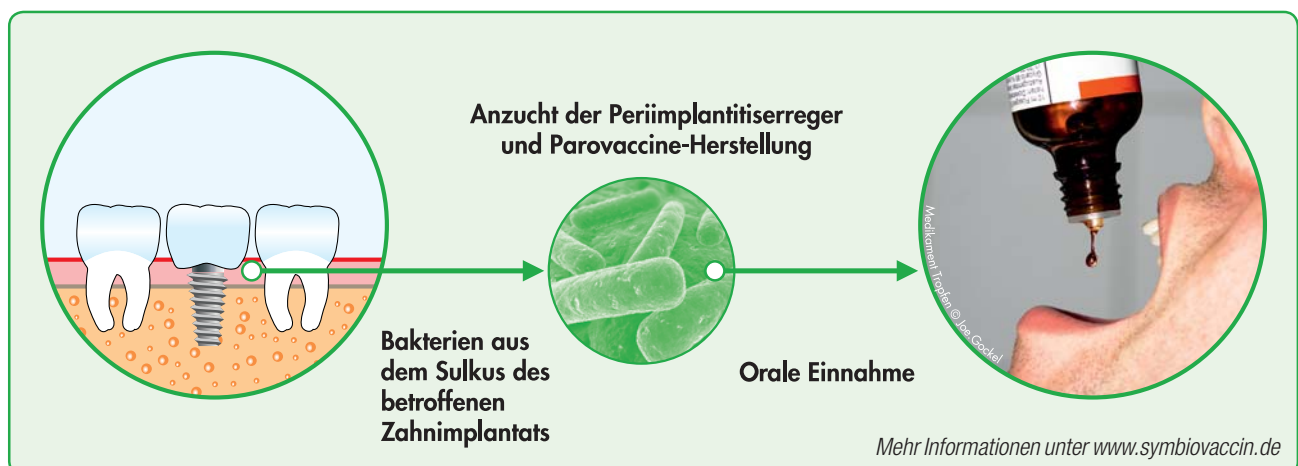 Anzucht der Periimplantitiserreger
und Parovaccine-Herstellung
Bakterien aus
dem Sulkus des
betroffenen
Zahnimplantats
Orale Einnahme
Medikament Tropfen © Joe Gockel
Mehr Informationen unter www.symbiovaccin.de